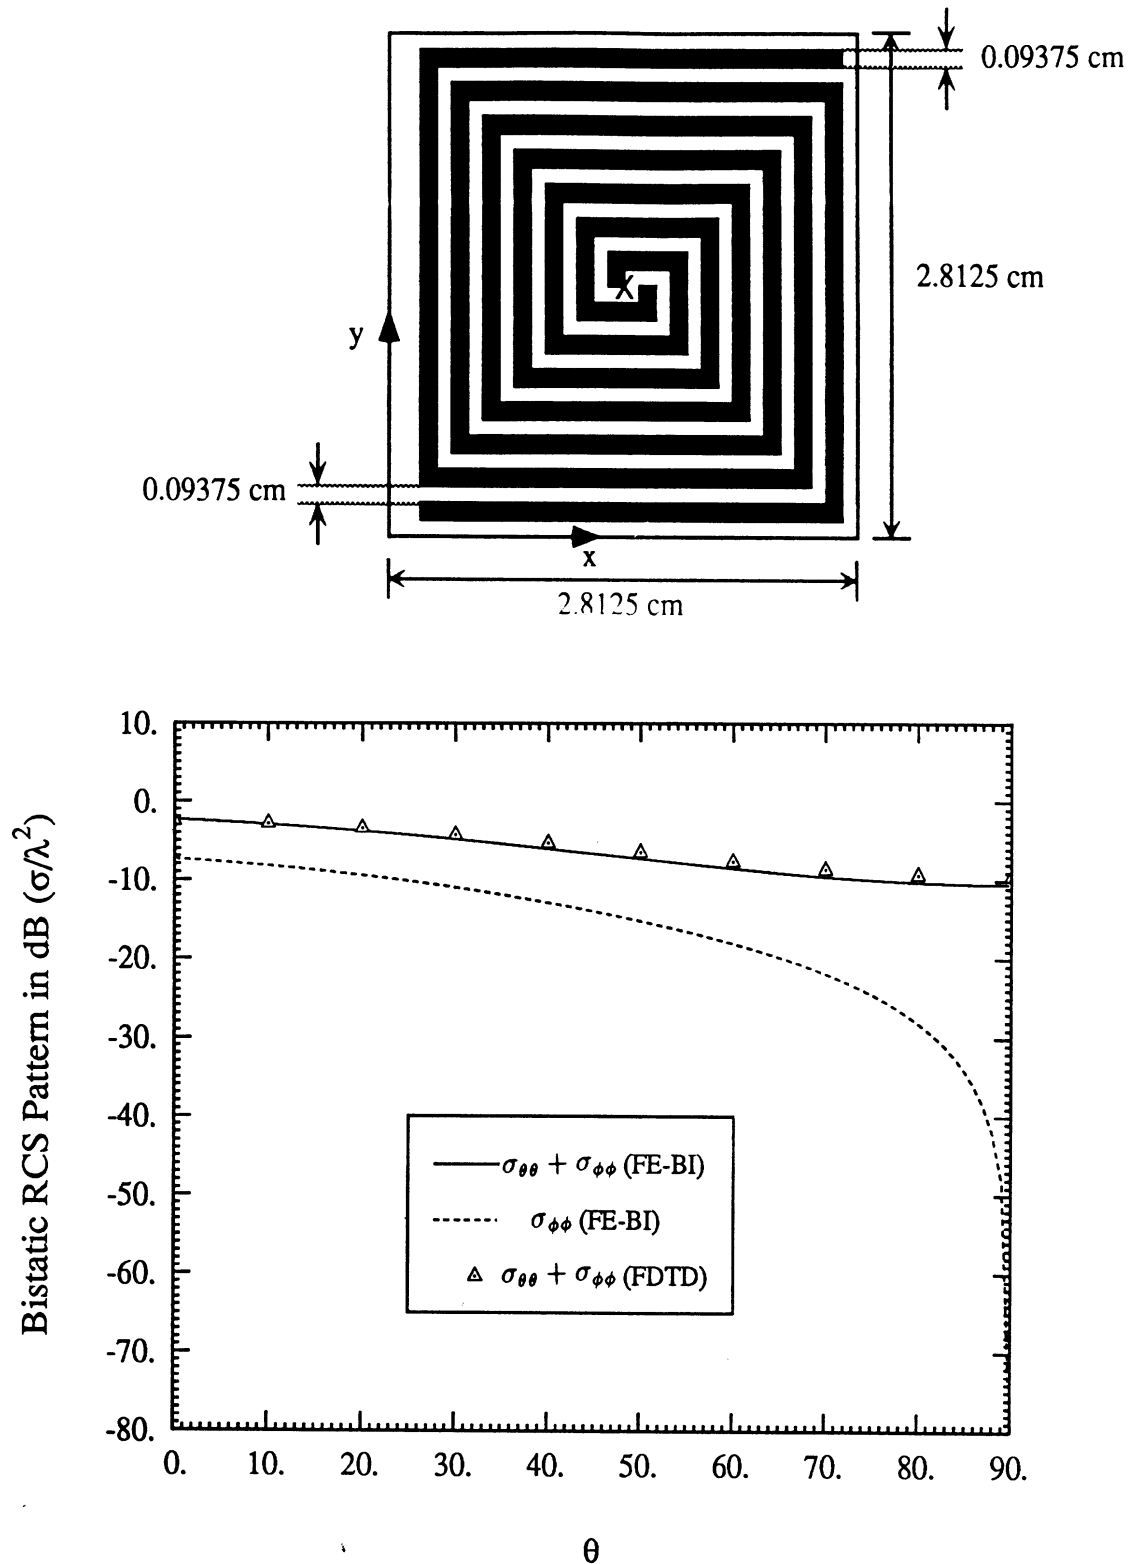 0.09375 cm
2.8125 cm
y
0.09375 cm
x
2.8125 cm
X
Bistatic RCS Pattern in dB (σ/λ²)
10.
0.
-10.
-20.
-30.
-40.
-50.
-60.
-70.
-80.
σθθ + σφφ (FE-BI)
σφφ (FE-BI)
σθθ + σφφ (FDTD)
0. 10. 20. 30. 40. 50. 60. 70. 80. 90.
θ